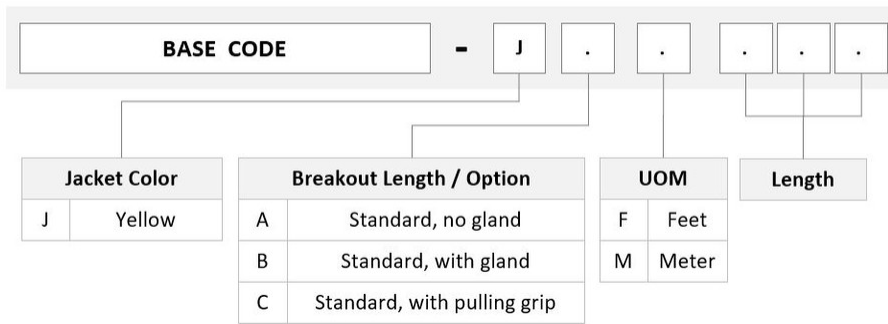 BASE CODE - J . . . . .
Jacket Color
J Yellow
Breakout Length / Option
A Standard, no gland
B Standard, with gland
C Standard, with pulling grip
UOM
F Feet
M Meter
Length